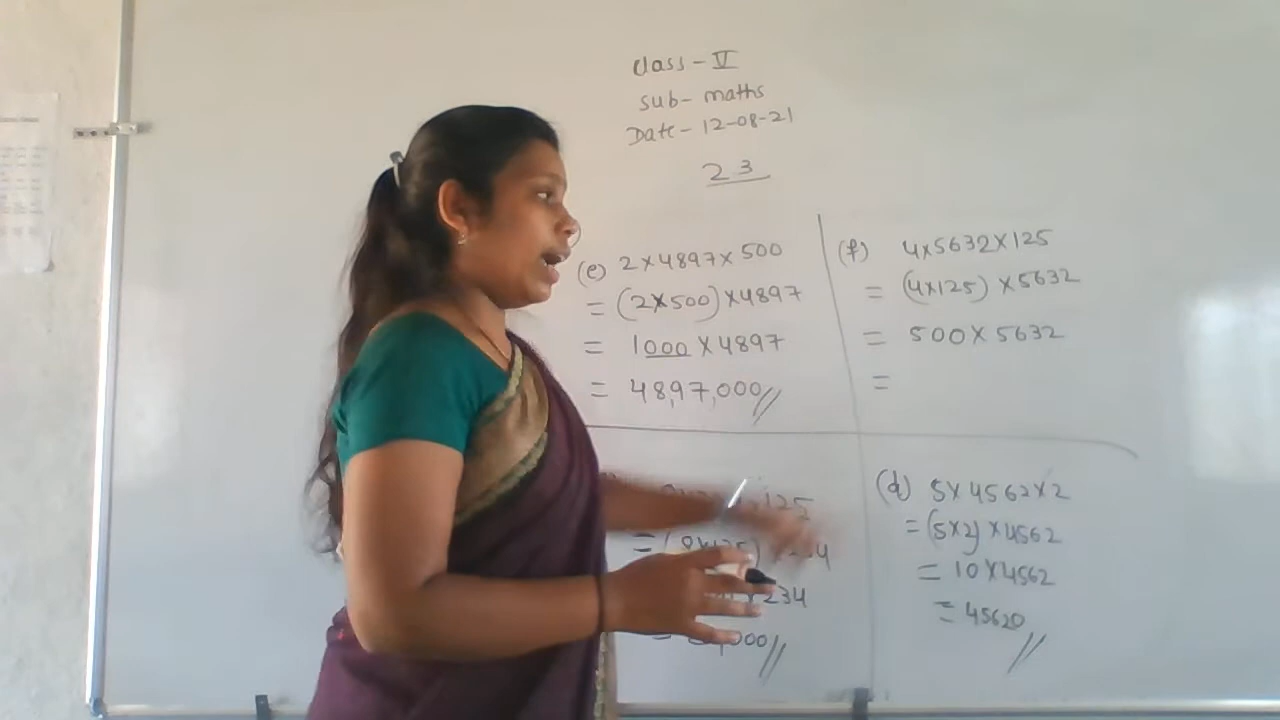 Class - V
Sub - maths
Date - 12-08-21
23
(e) 2×4897×500
= (2×500)×4897
= 1000×4897
= 48,97,000//
(f) 4×5632×125
= (4×125)×5632
= 500×5632
=
125
= (8×125)
×234
000//
(d) 5×4562×2
= (5×2)×4562
= 10×4562
= 45620//